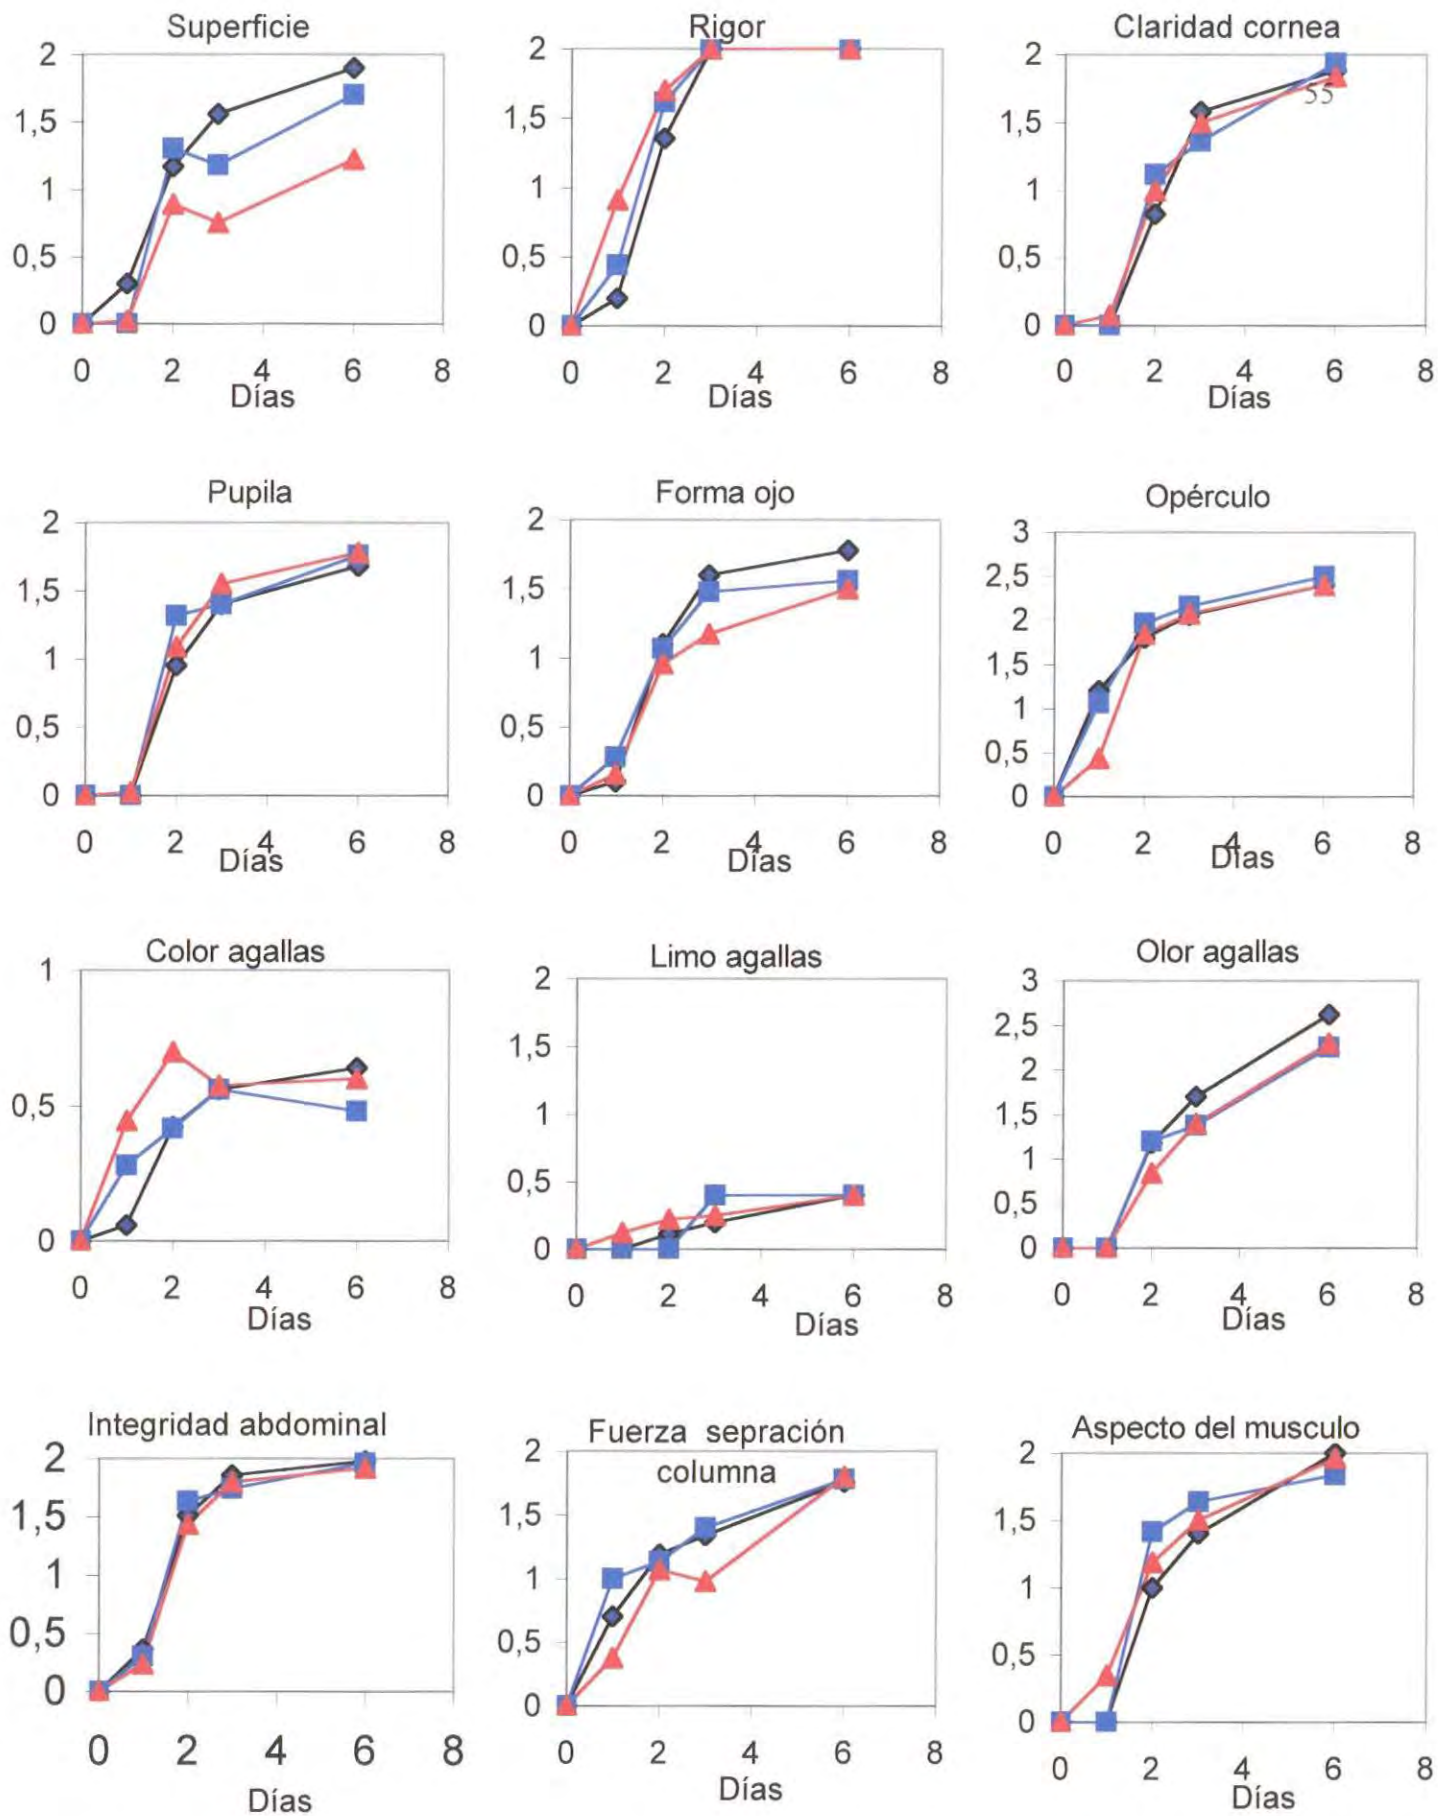 Superficie
2
1,5
1
0,5
0
0 2 4 6 8
Días
Rigor
2
1,5
1
0,5
0
0 2 4 6 8
Días
Claridad cornea
2
55
1,5
1
0,5
0
0 2 4 6 8
Días
Pupila
2
1,5
1
0,5
0
0 2 4 6 8
Días
Forma ojo
2
1,5
1
0,5
0
0 2 4 6 8
Días
Opérculo
3
2,5
2
1,5
1
0,5
0
0 2 4 6 8
Días
Color agallas
1
0,5
0
0 2 4 6 8
Días
Limo agallas
2
1,5
1
0,5
0
0 2 4 6 8
Días
Olor agallas
3
2,5
2
1,5
1
0,5
0
0 2 4 6 8
Días
Integridad abdominal
2
1,5
1
0,5
0
0 2 4 6 8
Días
Fuerza sepración
columna
2
1,5
1
0,5
0
0 2 4 6 8
Días
Aspecto del musculo
2
1,5
1
0,5
0
0 2 4 6 8
Días